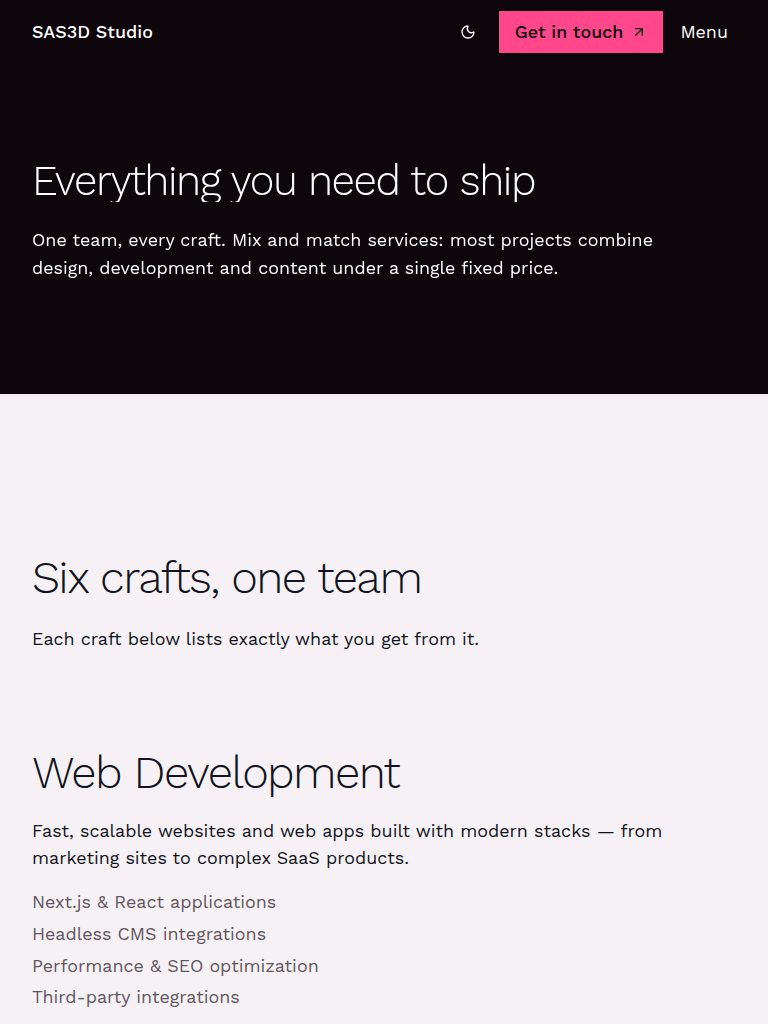 SAS3D Studio
Get in touch
Menu
Everything you need to ship
One team, every craft. Mix and match services: most projects combine
design, development and content under a single fixed price.
Six crafts, one team
Each craft below lists exactly what you get from it.
Web Development
Fast, scalable websites and web apps built with modern stacks — from
marketing sites to complex SaaS products.
Next.js & React applications
Headless CMS integrations
Performance & SEO optimization
Third-party integrations